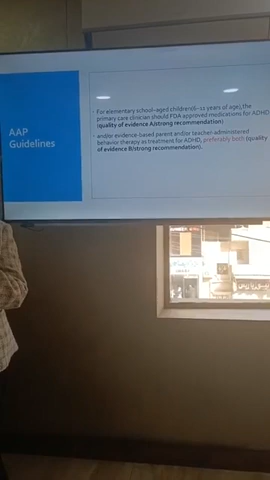 AAP
Guidelines
For elementary school-aged children(6–11 years of age),the
primary care clinician should FDA approved medications for ADHD
(quality of evidence A/strong recommendation)
and/or evidence-based parent and/or teacher administered
behavior therapy as treatment for ADHD, preferably both (quality
of evidence B/strong recommendation).